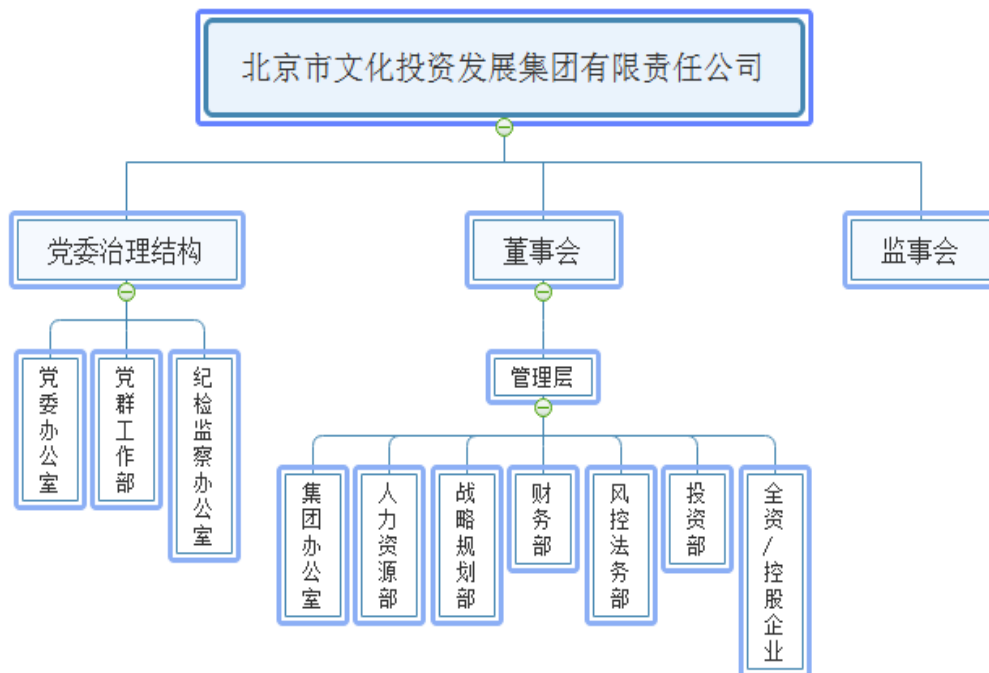 北京市文化投资发展集团有限责任公司
党委治理结构
董事会
监事会
党委办公室
党群工作部
纪检监察办公室
管理层
集团办公室
人力资源部
战略规划部
财务部
风控法务部
投资部
全资/控股企业